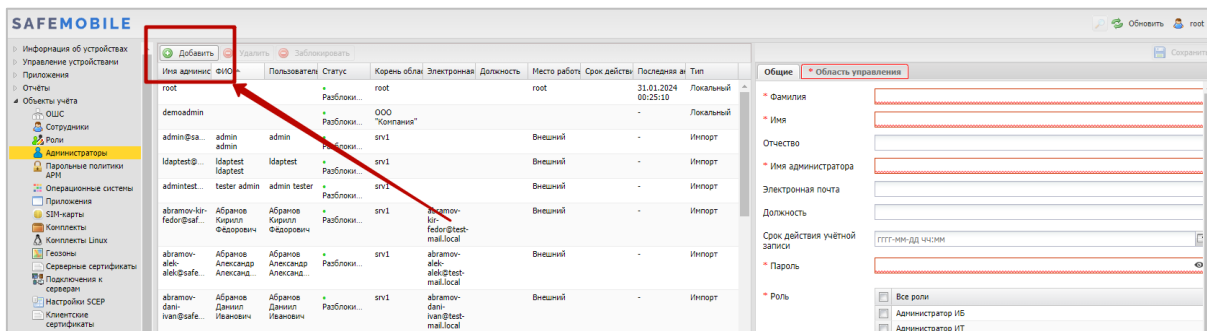 SAFEMOBILE
Обновить root
Информация об устройствах
Управление устройствами
Приложения
Отчёты
Объекты учёта
ОШС
Сотрудники
Роли
Администраторы
Парольные политики
АРМ
Операционные системы
Приложения
SIM-карты
Комплекты
Комплекты Linux
Геозоны
Серверные сертификаты
Подключения к
серверам
Настройки SCEP
Клиентские
сертификаты
Добавить Удалить Заблокировать
Имя админис ФИО Пользователь Статус Корень облас Электронная Должность Место работы Срок действи Последняя ак Тип
root Разблоки... root root 31.01.2024 00:25:10 Локальный
demoadmin Разблоки... ООО "Компания" - Локальный
admin@sa... admin admin admin Разблоки... srv1 Внешний - Импорт
ldaptest@... ldaptest ldaptest ldaptest Разблоки... srv1 Внешний - Импорт
admintest... tester admin admin tester Разблоки... srv1 Внешний - Импорт
abramov-kir-fedor@saf... Абрамов Кирилл Фёдорович Абрамов Кирилл Фёдорович Разблоки... srv1 abramov-kir-fedor@test-mail.local Внешний - Импорт
abramov-alek-alek@safe... Абрамов Александр Александ... Абрамов Александр Александ... Разблоки... srv1 abramov-alek-alek@test-mail.local Внешний - Импорт
abramov-dani-ivan@safe... Абрамов Даниил Иванович Абрамов Даниил Иванович Разблоки... srv1 abramov-dani-ivan@test-mail.local Внешний - Импорт
Сохранить
Общие * Область управления
* Фамилия
* Имя
Отчество
* Имя администратора
Электронная почта
Должность
Срок действия учётной
записи
гггг-мм-дд чч:мм
* Пароль
* Роль
Все роли
Администратор ИБ
Администратор ИТ